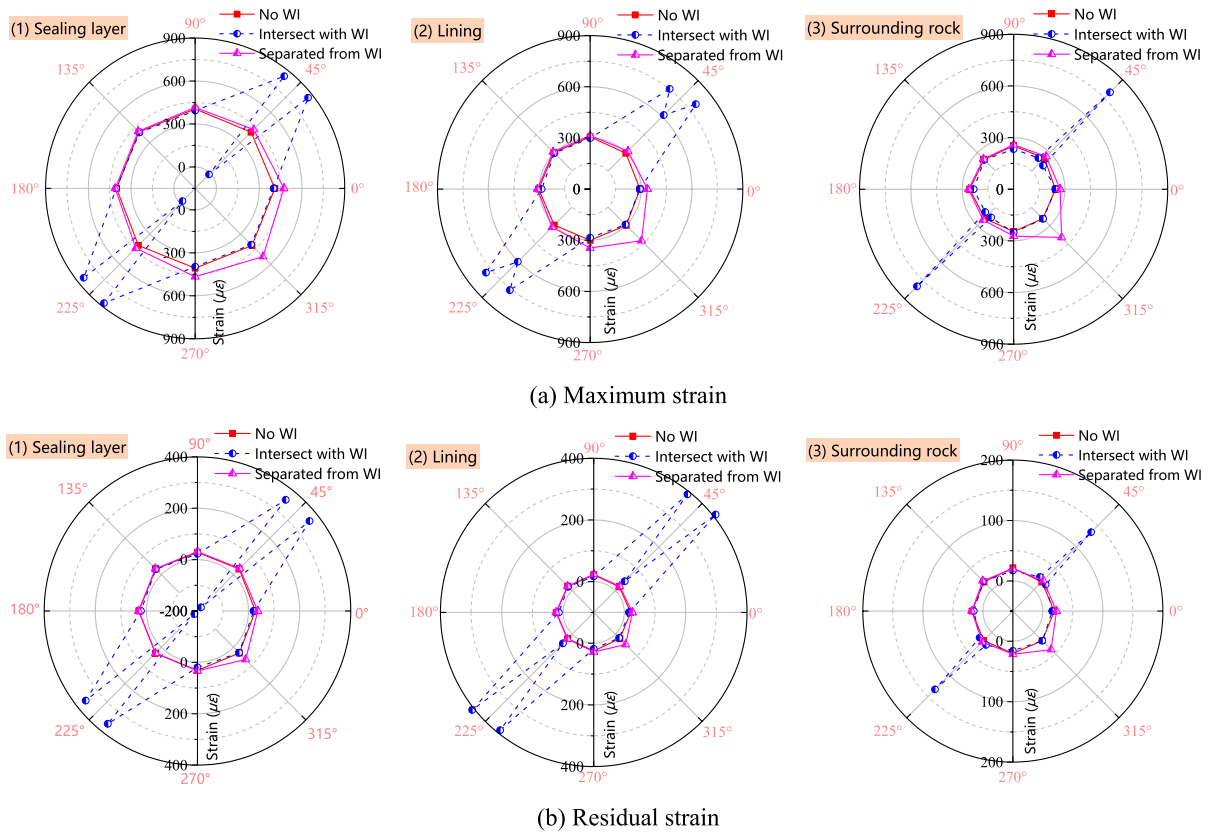 (1) Sealing layer
90°
No WI
Intersect with WI
Separated from WI
900
600
300
0
0
300
600
900
135°
45°
180°
0°
225°
315°
270°
Strain (με)
(2) Lining
90°
No WI
Intersect with WI
Separated from WI
900
600
300
0
300
600
900
135°
45°
180°
0°
225°
315°
270°
Strain (με)
(3) Surrounding rock
90°
No WI
Intersect with WI
Separated from WI
900
600
300
0
300
600
900
135°
45°
180°
0°
225°
315°
270°
Strain (με)
(a) Maximum strain
(1) Sealing layer
90°
No WI
Intersect with WI
Separated from WI
400
200
0
-200
0
200
400
135°
45°
180°
0°
225°
315°
270°
Strain (με)
(2) Lining
90°
No WI
Intersect with WI
Separated from WI
400
200
0
0
200
400
135°
45°
180°
0°
225°
315°
270°
Strain (με)
(3) Surrounding rock
90°
No WI
Intersect with WI
Separated from WI
200
100
0
0
100
200
135°
45°
180°
0°
225°
315°
270°
Strain (με)
(b) Residual strain